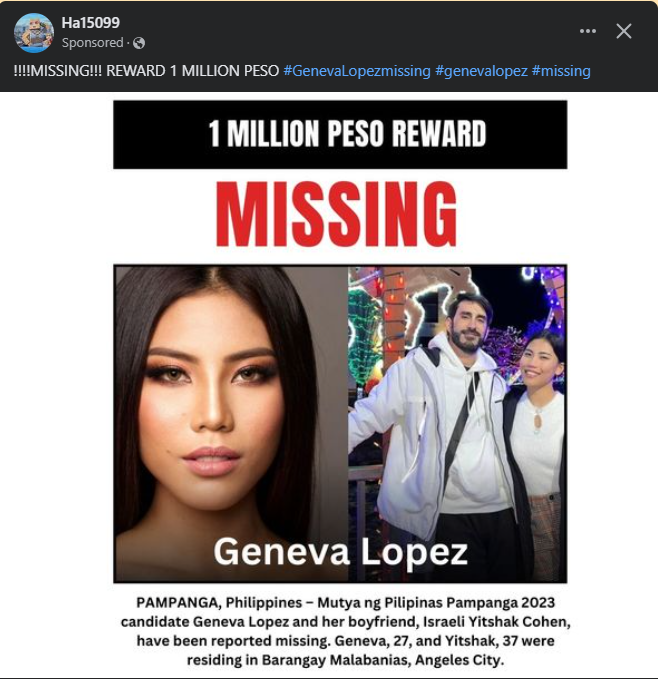 Ha15099
Sponsored ·
!!!!MISSING!!! REWARD 1 MILLION PESO #GenevaLopezmissing #genevalopez #missing
1 MILLION PESO REWARD
MISSING
Geneva Lopez
PAMPANGA, Philippines – Mutya ng Pilipinas Pampanga 2023
candidate Geneva Lopez and her boyfriend, Israeli Yitshak Cohen,
have been reported missing. Geneva, 27, and Yitshak, 37 were
residing in Barangay Malabanias, Angeles City.